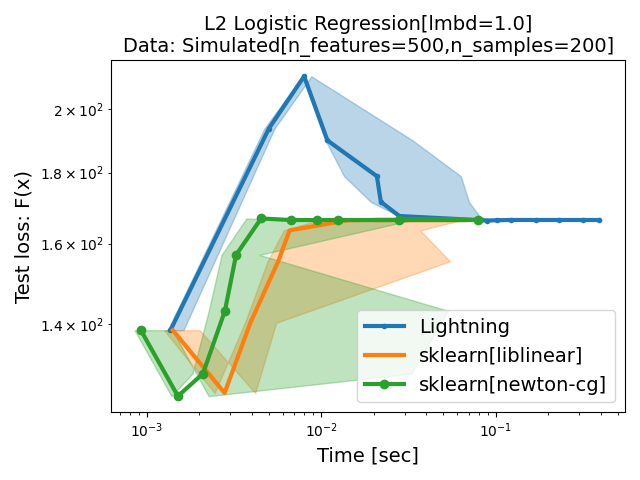 L2 Logistic Regression[lmbd=1.0]
Data: Simulated[n_features=500,n_samples=200]
Test loss: F(x)
2 × 10²
1.8 × 10²
1.6 × 10²
1.4 × 10²
Lightning
sklearn[liblinear]
sklearn[newton-cg]
10⁻³
10⁻²
10⁻¹
Time [sec]